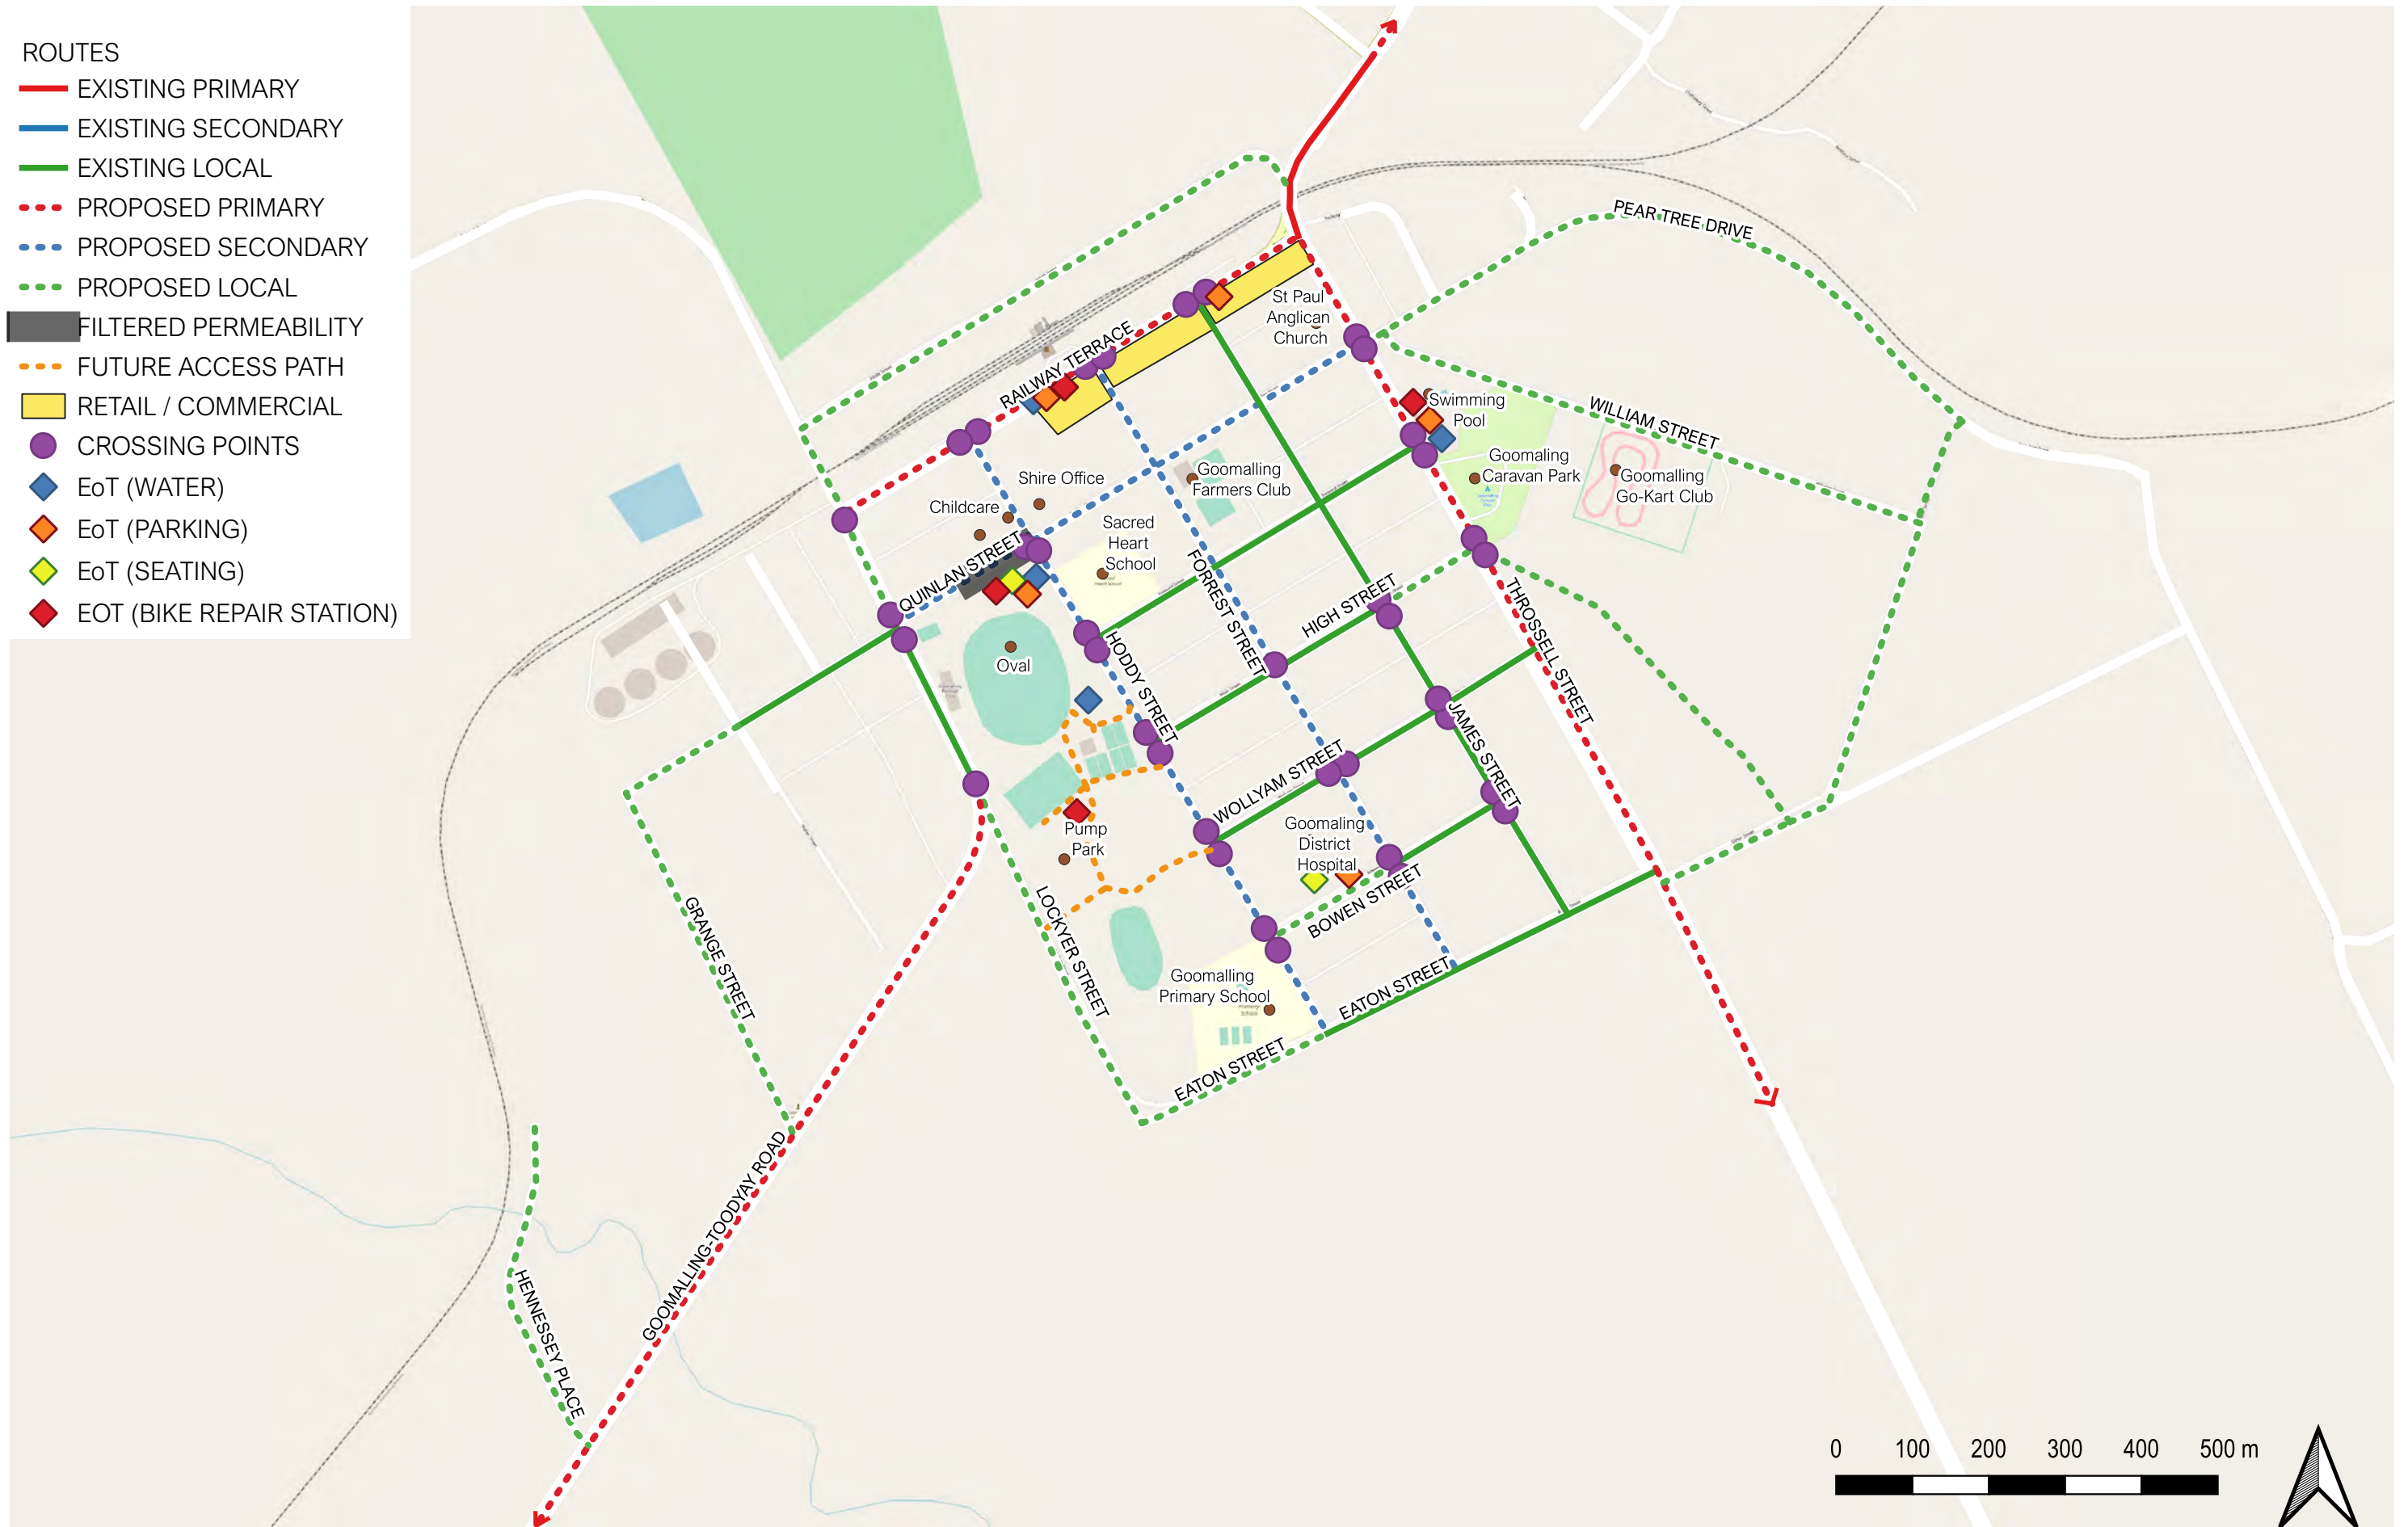 ROUTES
EXISTING PRIMARY
EXISTING SECONDARY
EXISTING LOCAL
PROPOSED PRIMARY
PROPOSED SECONDARY
PROPOSED LOCAL
FILTERED PERMEABILITY
FUTURE ACCESS PATH
RETAIL / COMMERCIAL
CROSSING POINTS
EoT (WATER)
EoT (PARKING)
EoT (SEATING)
EOT (BIKE REPAIR STATION)
PEAR TREE DRIVE
St Paul
Anglican
Church
RAILWAY TERRACE
Swimming
Pool
WILLIAM STREET
Goomaling
Caravan Park
Goomalling
Go-Kart Club
Goomalling
Farmers Club
Shire Office
Childcare
Sacred
Heart
School
QUINLAN STREET
FORREST STREET
HIGH STREET
THROSSELL STREET
HODDY STREET
Oval
JAMES STREET
WOLLYAM STREET
Pump
Park
Goomaling
District
Hospital
BOWEN STREET
LOCKYER STREET
GRANGE STREET
Goomalling
Primary School
EATON STREET
EATON STREET
GOOMALLING-TOODYAY ROAD
HENNESSEY PLACE
0 100 200 300 400 500 m